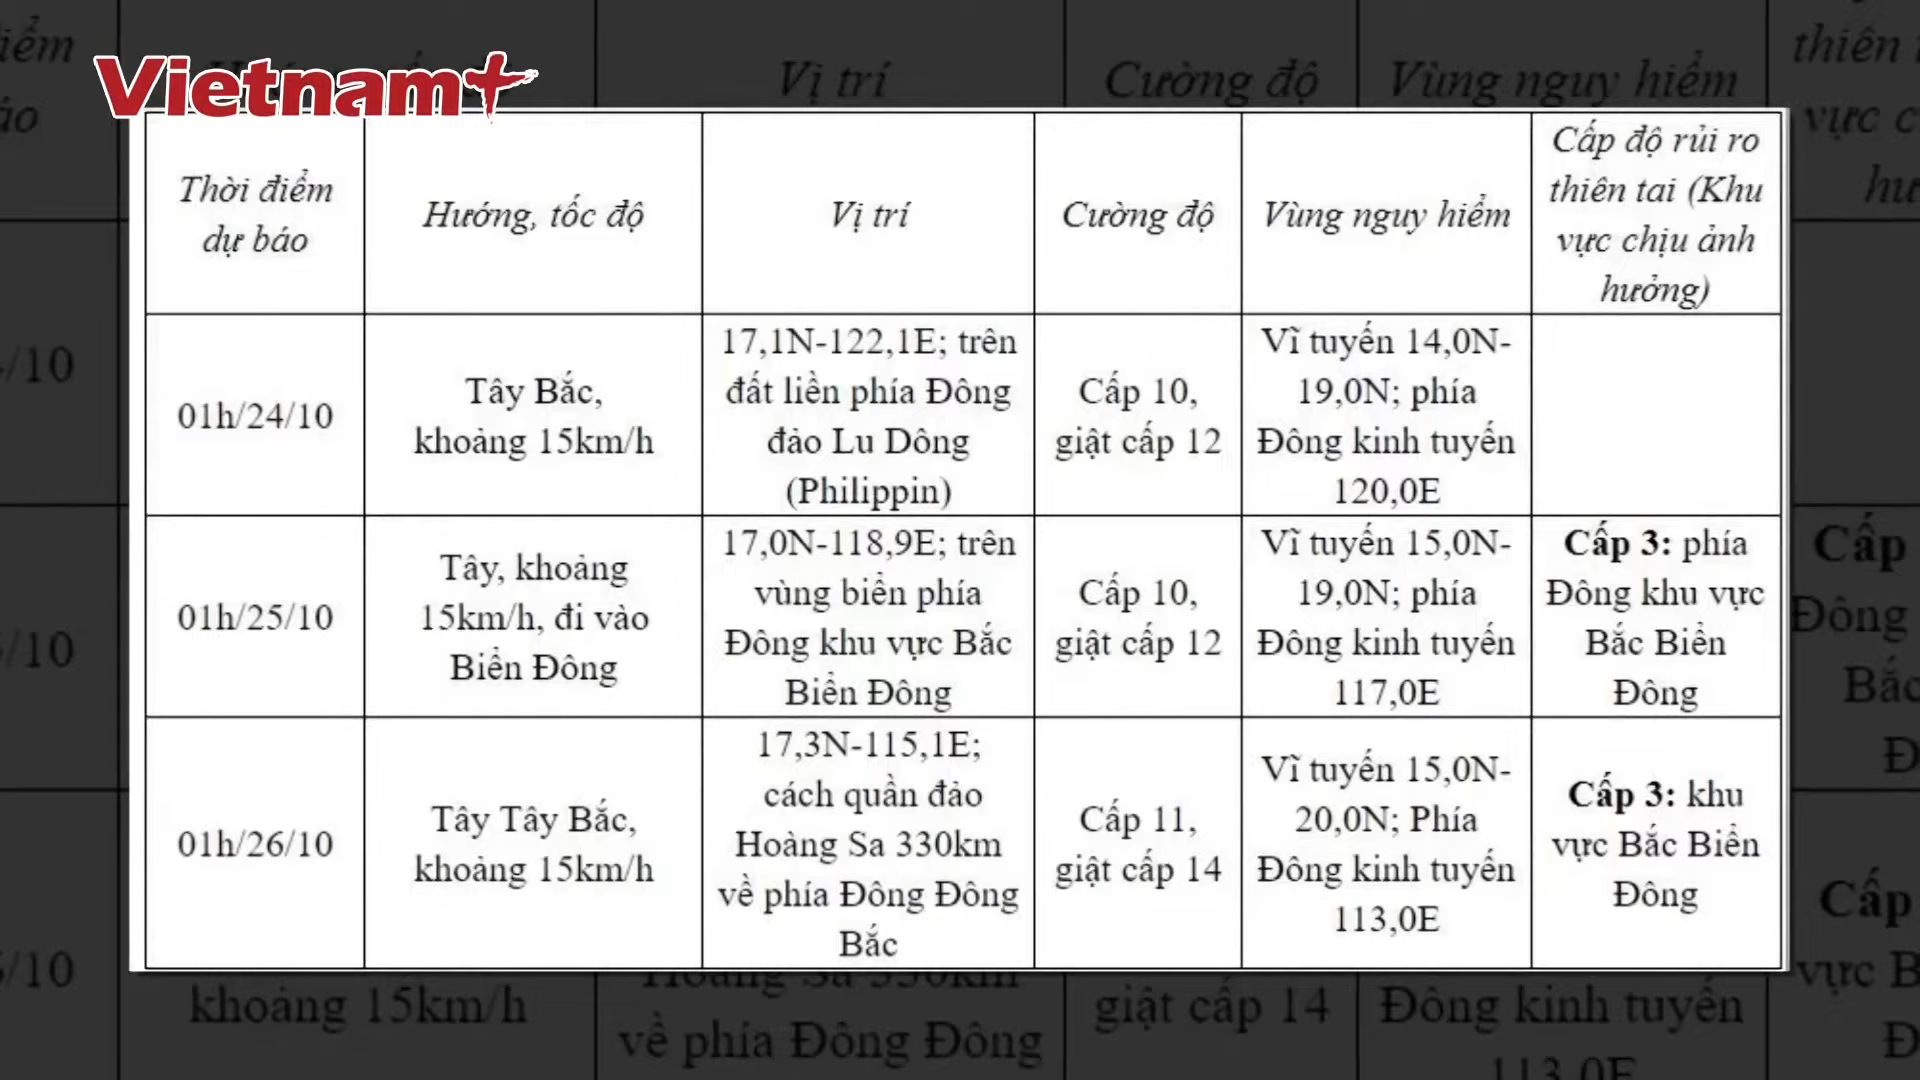 Vietnam+
Thời điểm
dự báo
Hướng, tốc độ
Vị trí
Cường độ
Vùng nguy hiểm
Cấp độ rủi ro
thiên tai (Khu
vực chịu ảnh
hưởng)
01h/24/10
Tây Bắc,
khoảng 15km/h
17,1N-122,1E; trên
đất liền phía Đông
đảo Lu Dông
(Philippin)
Cấp 10,
giật cấp 12
Vĩ tuyến 14,0N-
19,0N; phía
Đông kinh tuyến
120,0E
01h/25/10
Tây, khoảng
15km/h, đi vào
Biển Đông
17,0N-118,9E; trên
vùng biển phía
Đông khu vực Bắc
Biển Đông
Cấp 10,
giật cấp 12
Vĩ tuyến 15,0N-
19,0N; phía
Đông kinh tuyến
117,0E
Cấp 3: phía
Đông khu vực
Bắc Biển
Đông
01h/26/10
Tây Tây Bắc,
khoảng 15km/h
17,3N-115,1E;
cách quần đảo
Hoàng Sa 330km
về phía Đông Đông
Bắc
Cấp 11,
giật cấp 14
Vĩ tuyến 15,0N-
20,0N; Phía
Đông kinh tuyến
113,0E
Cấp 3: khu
vực Bắc Biển
Đông
Vị trí
Cường độ
Vùng nguy hiểm
thiên
vực
/10
/10
Cấp
Đông
Bắc
/10
Cấp
vực B
khoảng 15km/h
Hoàng Sa 330km
về phía Đông Đông
giật cấp 14
Đông kinh tuyến
113,0E